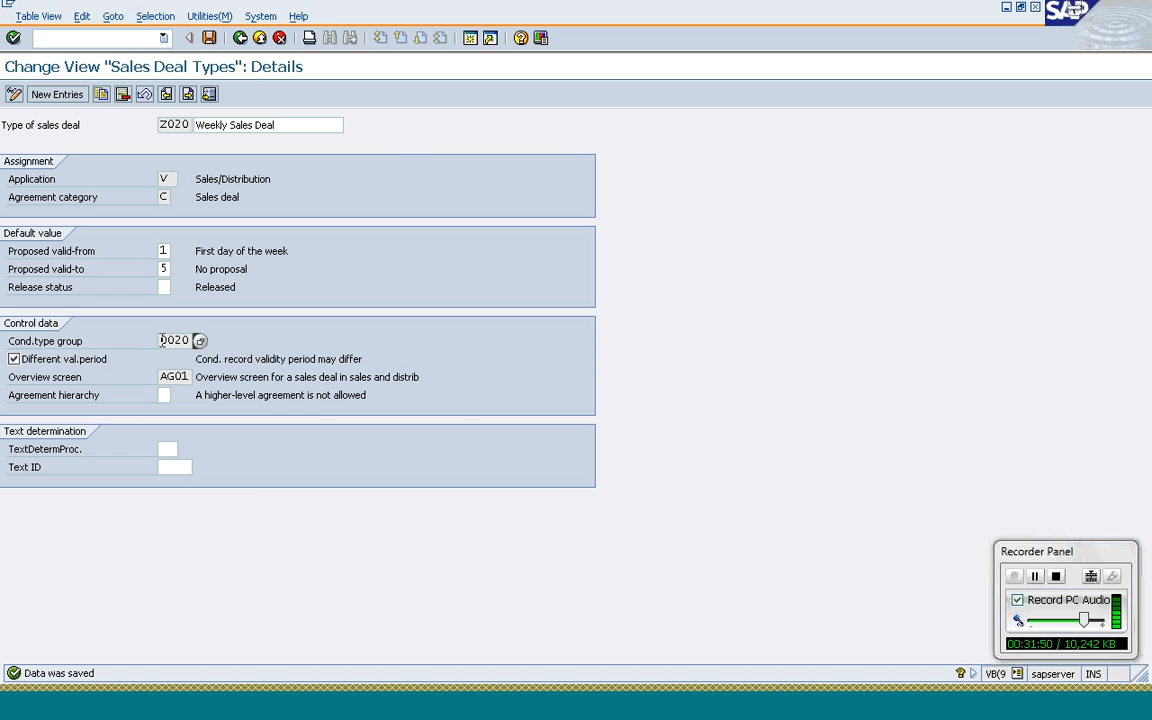 Table View Edit Goto Selection Utilities(M) System Help
SAP
Change View "Sales Deal Types": Details
New Entries
Type of sales deal Z020 Weekly Sales Deal
Assignment
Application V Sales/Distribution
Agreement category C Sales deal
Default value
Proposed valid-from 1 First day of the week
Proposed valid-to 5 No proposal
Release status Released
Control data
Cond.type group 0020
Different val.period Cond. record validity period may differ
Overview screen AG01 Overview screen for a sales deal in sales and distrib
Agreement hierarchy A higher-level agreement is not allowed
Text determination
TextDetermProc.
Text ID
Recorder Panel
Record PC Audio
00:31:50 / 10,242 KB
Data was saved
VB(9 sapserver INS